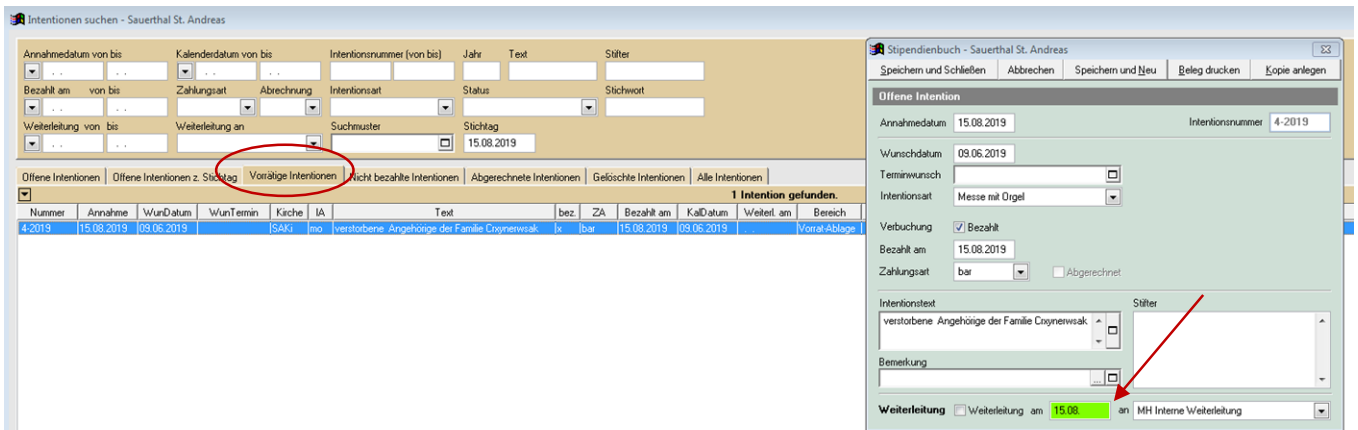 Intentionen suchen - Sauerthal St. Andreas
Annahmedatum von bis Kalenderdatum von bis Intentionsnummer (von bis) Jahr Text Stifter
. . . . . . . .
Bezahlt am von bis Zahlungsart Abrechnung Intentionsart Status Stichwort
. . . .
Weiterleitung von bis Weiterleitung an Suchmuster Stichtag
. . . . 15.08.2019
Offene Intentionen Offene Intentionen z. Stichtag Vorrätige Intentionen Nicht bezahlte Intentionen Abgerechnete Intentionen Gelöschte Intentionen Alle Intentionen
1 Intention gefunden.
Nummer Annahme WunDatum WunTermin Kirche IA Text bez. ZA Bezahlt am KalDatum Weiterl. am Bereich
4-2019 15.08.2019 09.06.2019 SAKi mo verstorbene Angehörige der Familie Crxynerwsak x bar 15.08.2019 09.06.2019 . . Vorrat-Ablage
Stipendienbuch - Sauerthal St. Andreas
Speichern und Schließen Abbrechen Speichern und Neu Beleg drucken Kopie anlegen
Offene Intention
Annahmedatum 15.08.2019 Intentionsnummer 4-2019
Wunschdatum 09.06.2019
Terminwunsch
Intentionsart Messe mit Orgel
Verbuchung Bezahlt
Bezahlt am 15.08.2019
Zahlungsart bar Abgerechnet
Intentionstext Stifter
verstorbene Angehörige der Familie Crxynerwsak
Bemerkung
...
Weiterleitung Weiterleitung am 15.08. an MH Interne Weiterleitung